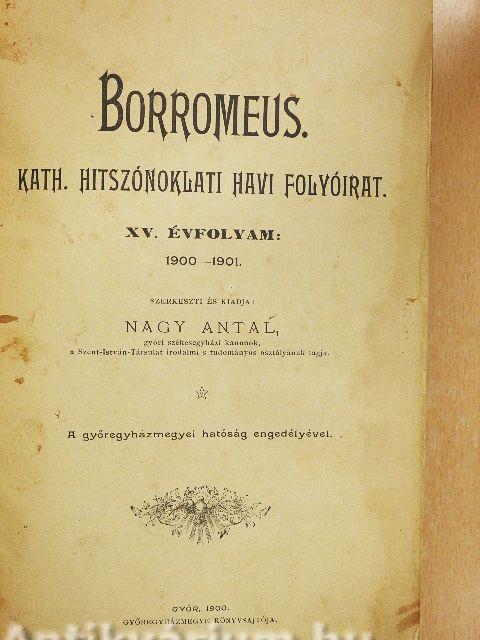 BORROMEUS.
KATH. HITSZÓNOKLATI HAVI FOLYÓIRAT.
XV. ÉVFOLYAM:
1900–1901.
SZERKESZTI ÉS KIADJA:
NAGY ANTAL,
győri székesegyházi kanonok,
a Szent-István-Társulat irodalmi s tudományos osztályának tagja.
A győregyházmegyei hatóság engedélyével.
GYŐR, 1900.
GYŐREGYHÁZMEGYE KÖNYVSAJTÓJA.